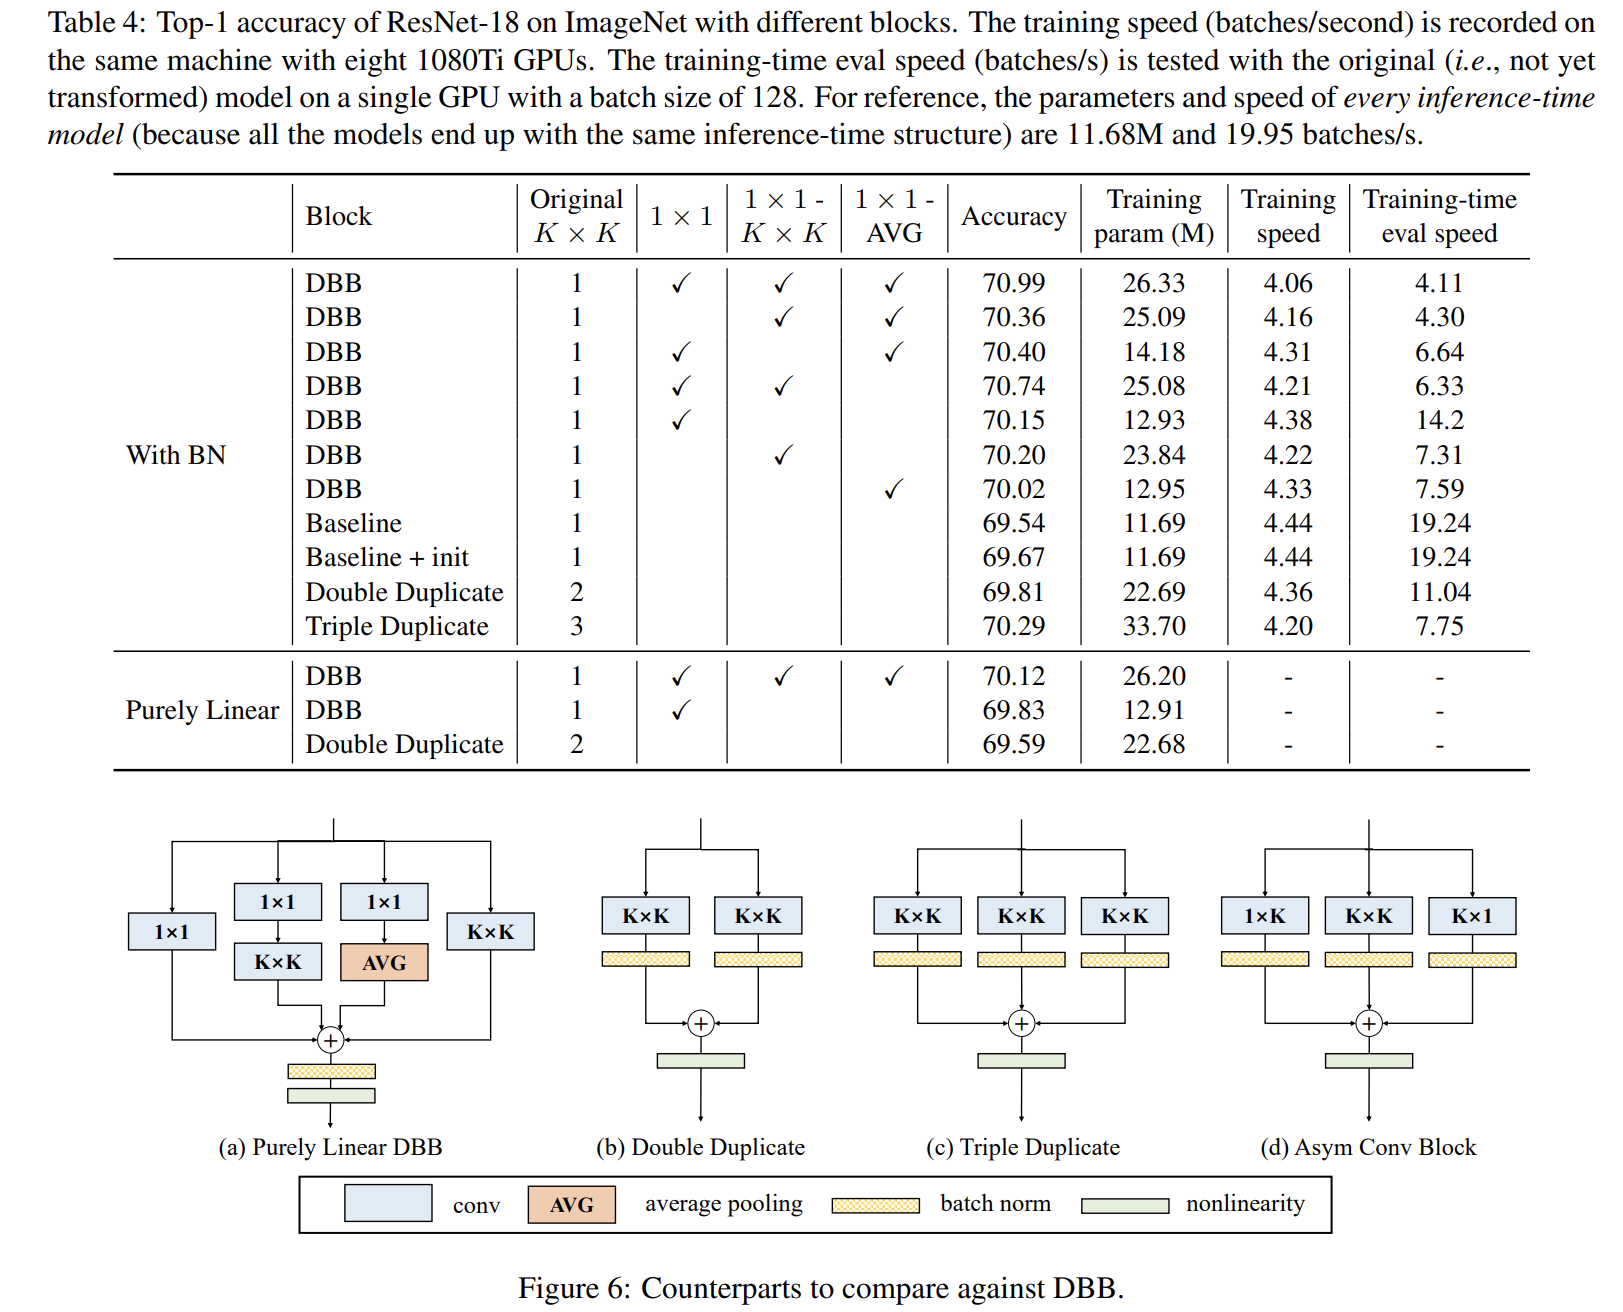 Table 4: Top-1 accuracy of ResNet-18 on ImageNet with different blocks. The training speed (batches/second) is recorded on
the same machine with eight 1080Ti GPUs. The training-time eval speed (batches/s) is tested with the original (i.e., not yet
transformed) model on a single GPU with a batch size of 128. For reference, the parameters and speed of every inference-time
model (because all the models end up with the same inference-time structure) are 11.68M and 19.95 batches/s.
Block Original K × K 1 × 1 1 × 1 - K × K 1 × 1 - AVG Accuracy Training param (M) Training speed Training-time eval speed
With BN
DBB 1 ✓ ✓ ✓ 70.99 26.33 4.06 4.11
DBB 1 ✓ ✓ 70.36 25.09 4.16 4.30
DBB 1 ✓ ✓ 70.40 14.18 4.31 6.64
DBB 1 ✓ ✓ 70.74 25.08 4.21 6.33
DBB 1 ✓ 70.15 12.93 4.38 14.2
DBB 1 ✓ 70.20 23.84 4.22 7.31
DBB 1 ✓ 70.02 12.95 4.33 7.59
Baseline 1 69.54 11.69 4.44 19.24
Baseline + init 1 69.67 11.69 4.44 19.24
Double Duplicate 2 69.81 22.69 4.36 11.04
Triple Duplicate 3 70.29 33.70 4.20 7.75
Purely Linear
DBB 1 ✓ ✓ ✓ 70.12 26.20 - -
DBB 1 ✓ 69.83 12.91 - -
Double Duplicate 2 69.59 22.68 - -
1×1 1×1 1×1 K×K
K×K AVG
K×K K×K
K×K K×K K×K
1×K K×K K×1
+ + + +
(a) Purely Linear DBB (b) Double Duplicate (c) Triple Duplicate (d) Asym Conv Block
conv AVG average pooling batch norm nonlinearity
Figure 6: Counterparts to compare against DBB.